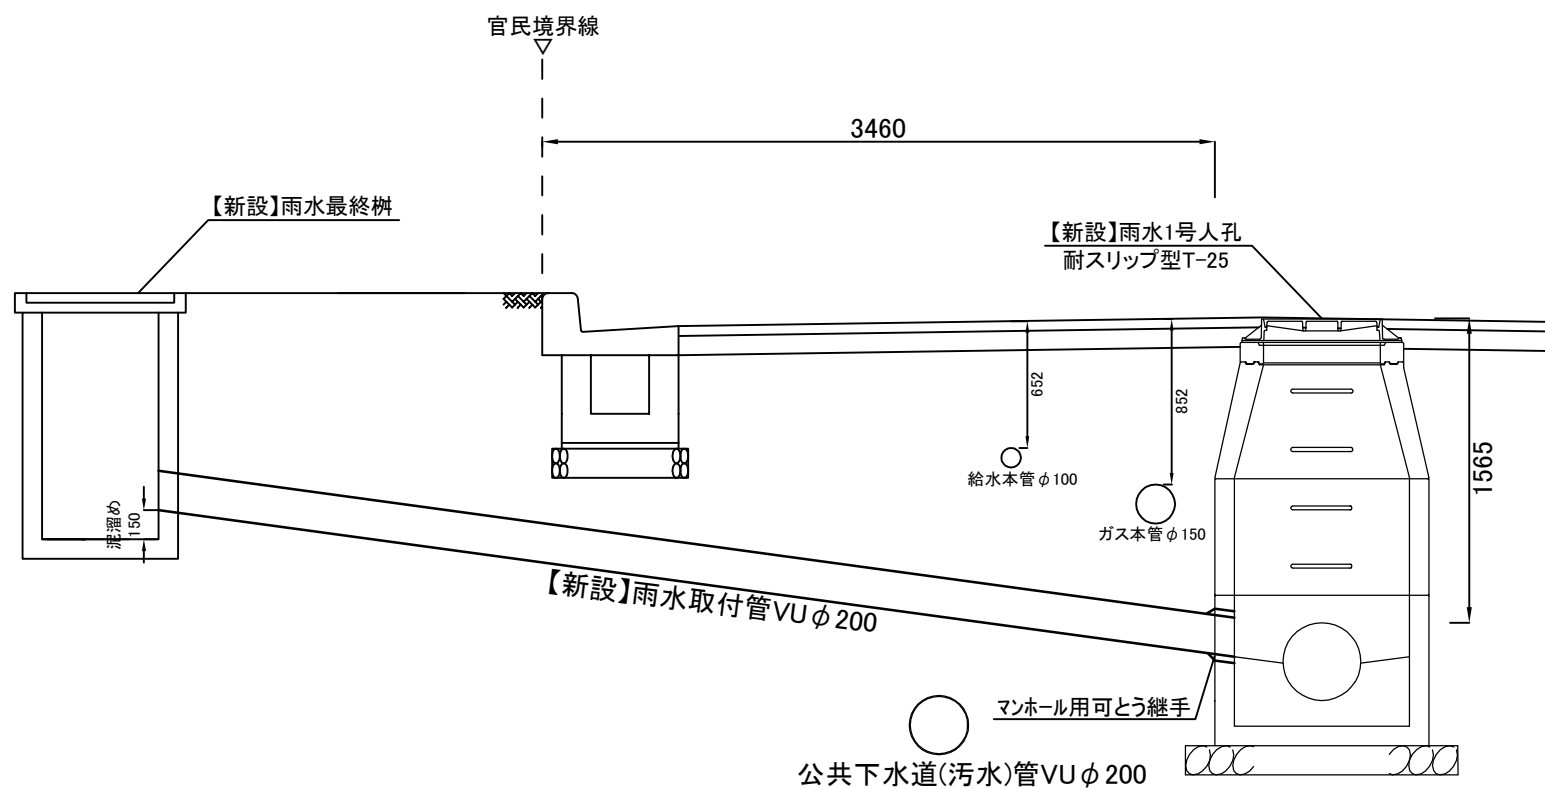 官民境界線
3460
【新設】雨水最終桝
【新設】雨水1号人孔
耐スリップ型T-25
652
852
1565
給水本管φ100
ガス本管φ150
泥溜め
150
【新設】雨水取付管VUφ200
マンホール用可とう継手
公共下水道(汚水)管VUφ200